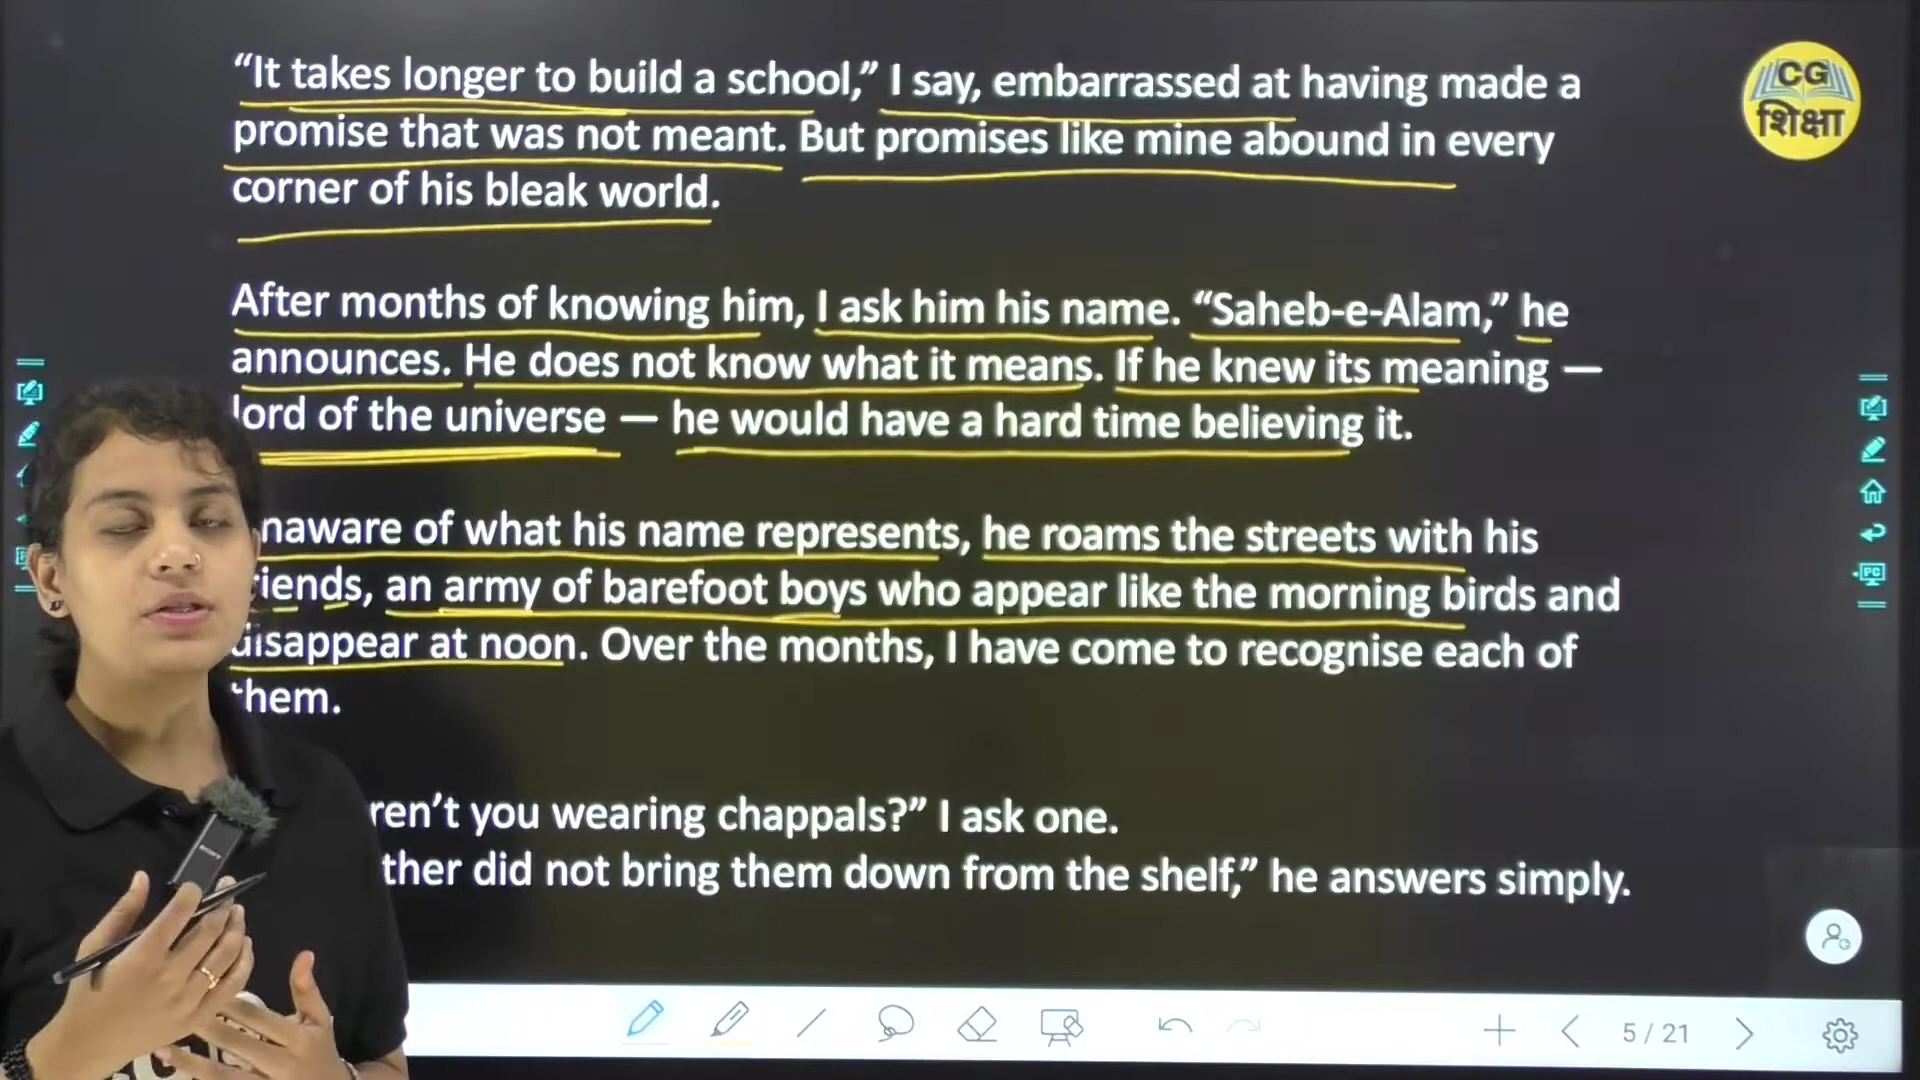 “It takes longer to build a school,” I say, embarrassed at having made a
promise that was not meant. But promises like mine abound in every
corner of his bleak world.
After months of knowing him, I ask him his name. “Saheb-e-Alam,” he
announces. He does not know what it means. If he knew its meaning —
lord of the universe — he would have a hard time believing it.
naware of what his name represents, he roams the streets with his
riends, an army of barefoot boys who appear like the morning birds and
disappear at noon. Over the months, I have come to recognise each of
them.
ren’t you wearing chappals?” I ask one.
ther did not bring them down from the shelf,” he answers simply.
CG
शिक्षा
PC
SONY
5 / 21